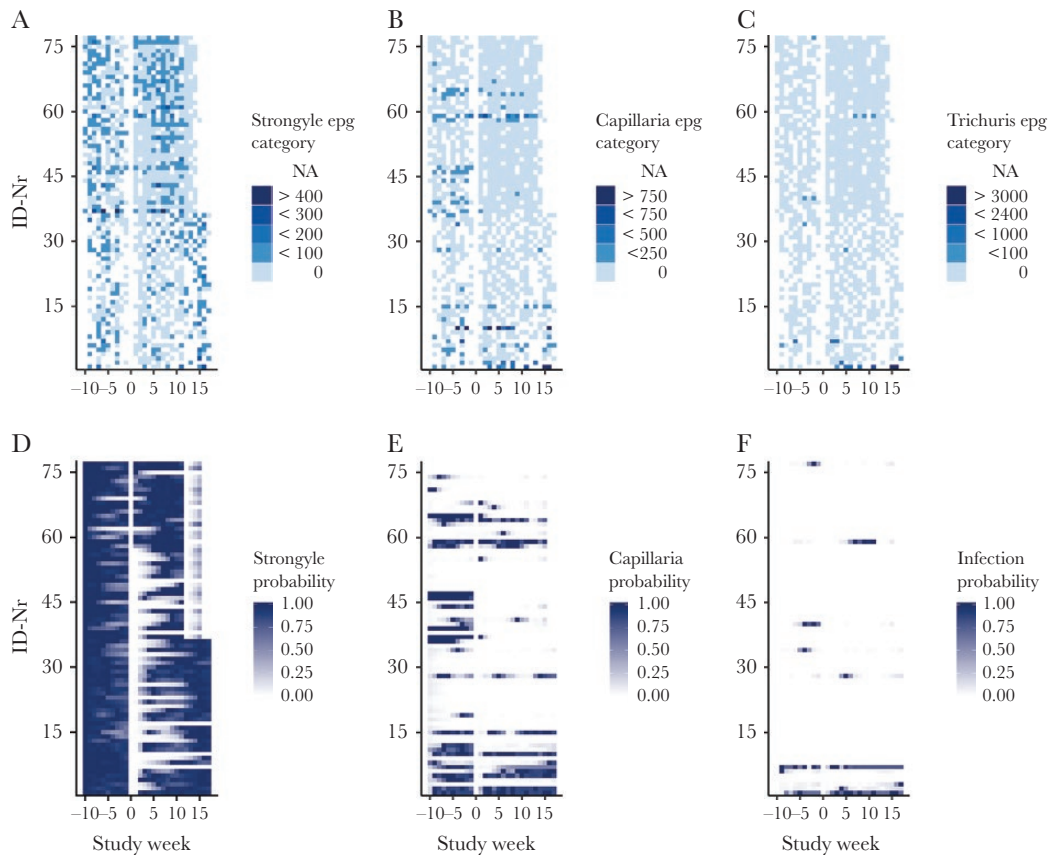 A
75
60
45
30
15
ID-Nr
–10–5 0 5 10 15
Strongyle epg
category
NA
> 400
< 300
< 200
< 100
0
B
75
60
45
30
15
–10–5 0 5 10 15
Capillaria epg
category
NA
> 750
< 750
< 500
<250
0
C
75
60
45
30
15
–10–5 0 5 10 15
Trichuris epg
category
NA
> 3000
< 2400
< 1000
<100
0
D
75
60
45
30
15
ID-Nr
–10–5 0 5 10 15
Study week
Strongyle
probability
1.00
0.75
0.50
0.25
0.00
E
75
60
45
30
15
–10–5 0 5 10 15
Study week
Capillaria
probability
1.00
0.75
0.50
0.25
0.00
F
75
60
45
30
15
–10–5 0 5 10 15
Study week
Infection
probability
1.00
0.75
0.50
0.25
0.00